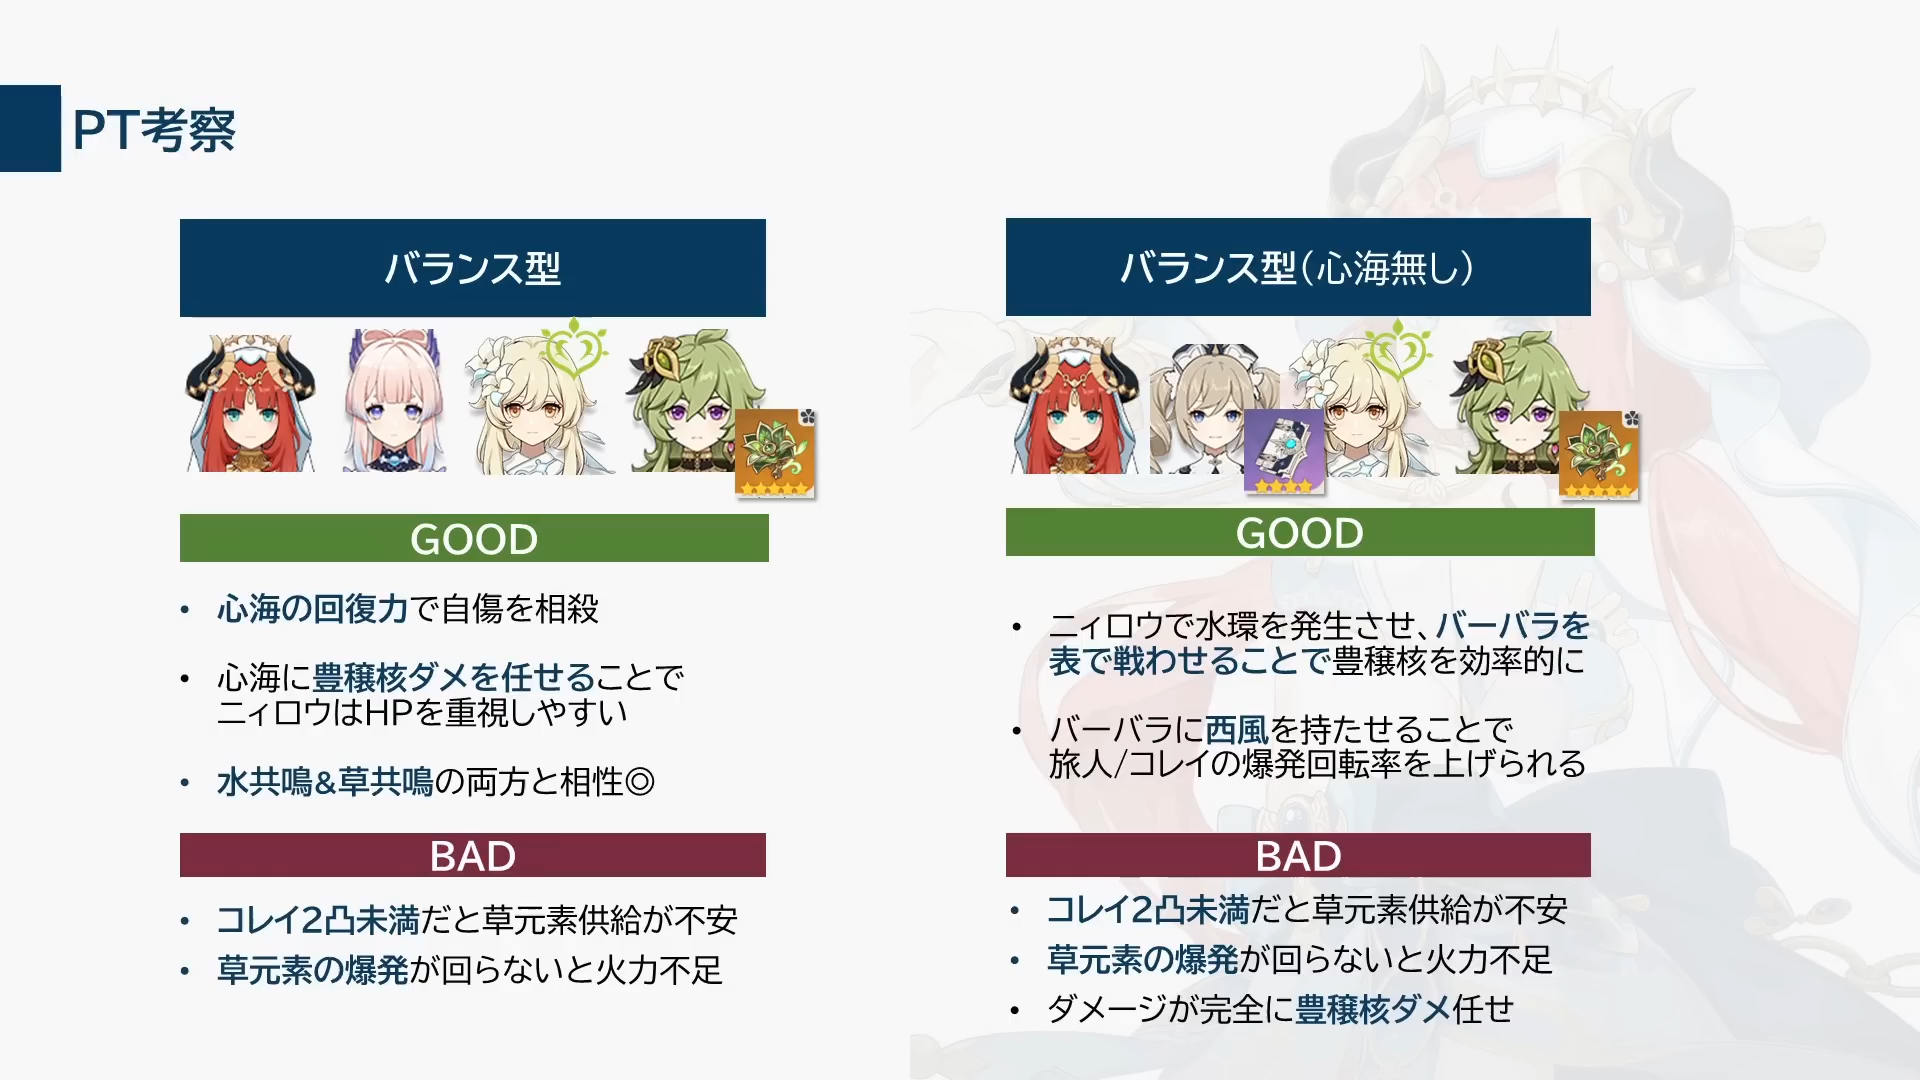 PT考察
バランス型
GOOD
• 心海の回復力で自傷を相殺
• 心海に豊穣核ダメを任せることで
ニィロウはHPを重視しやすい
• 水共鳴&草共鳴の両方と相性◎
BAD
• コレイ2凸未満だと草元素供給が不安
• 草元素の爆発が回らないと火力不足
バランス型(心海無し)
GOOD
• ニィロウで水環を発生させ、バーバラを
表で戦わせることで豊穣核を効率的に
• バーバラに西風を持たせることで
旅人/コレイの爆発回転率を上げられる
BAD
• コレイ2凸未満だと草元素供給が不安
• 草元素の爆発が回らないと火力不足
• ダメージが完全に豊穣核ダメ任せ